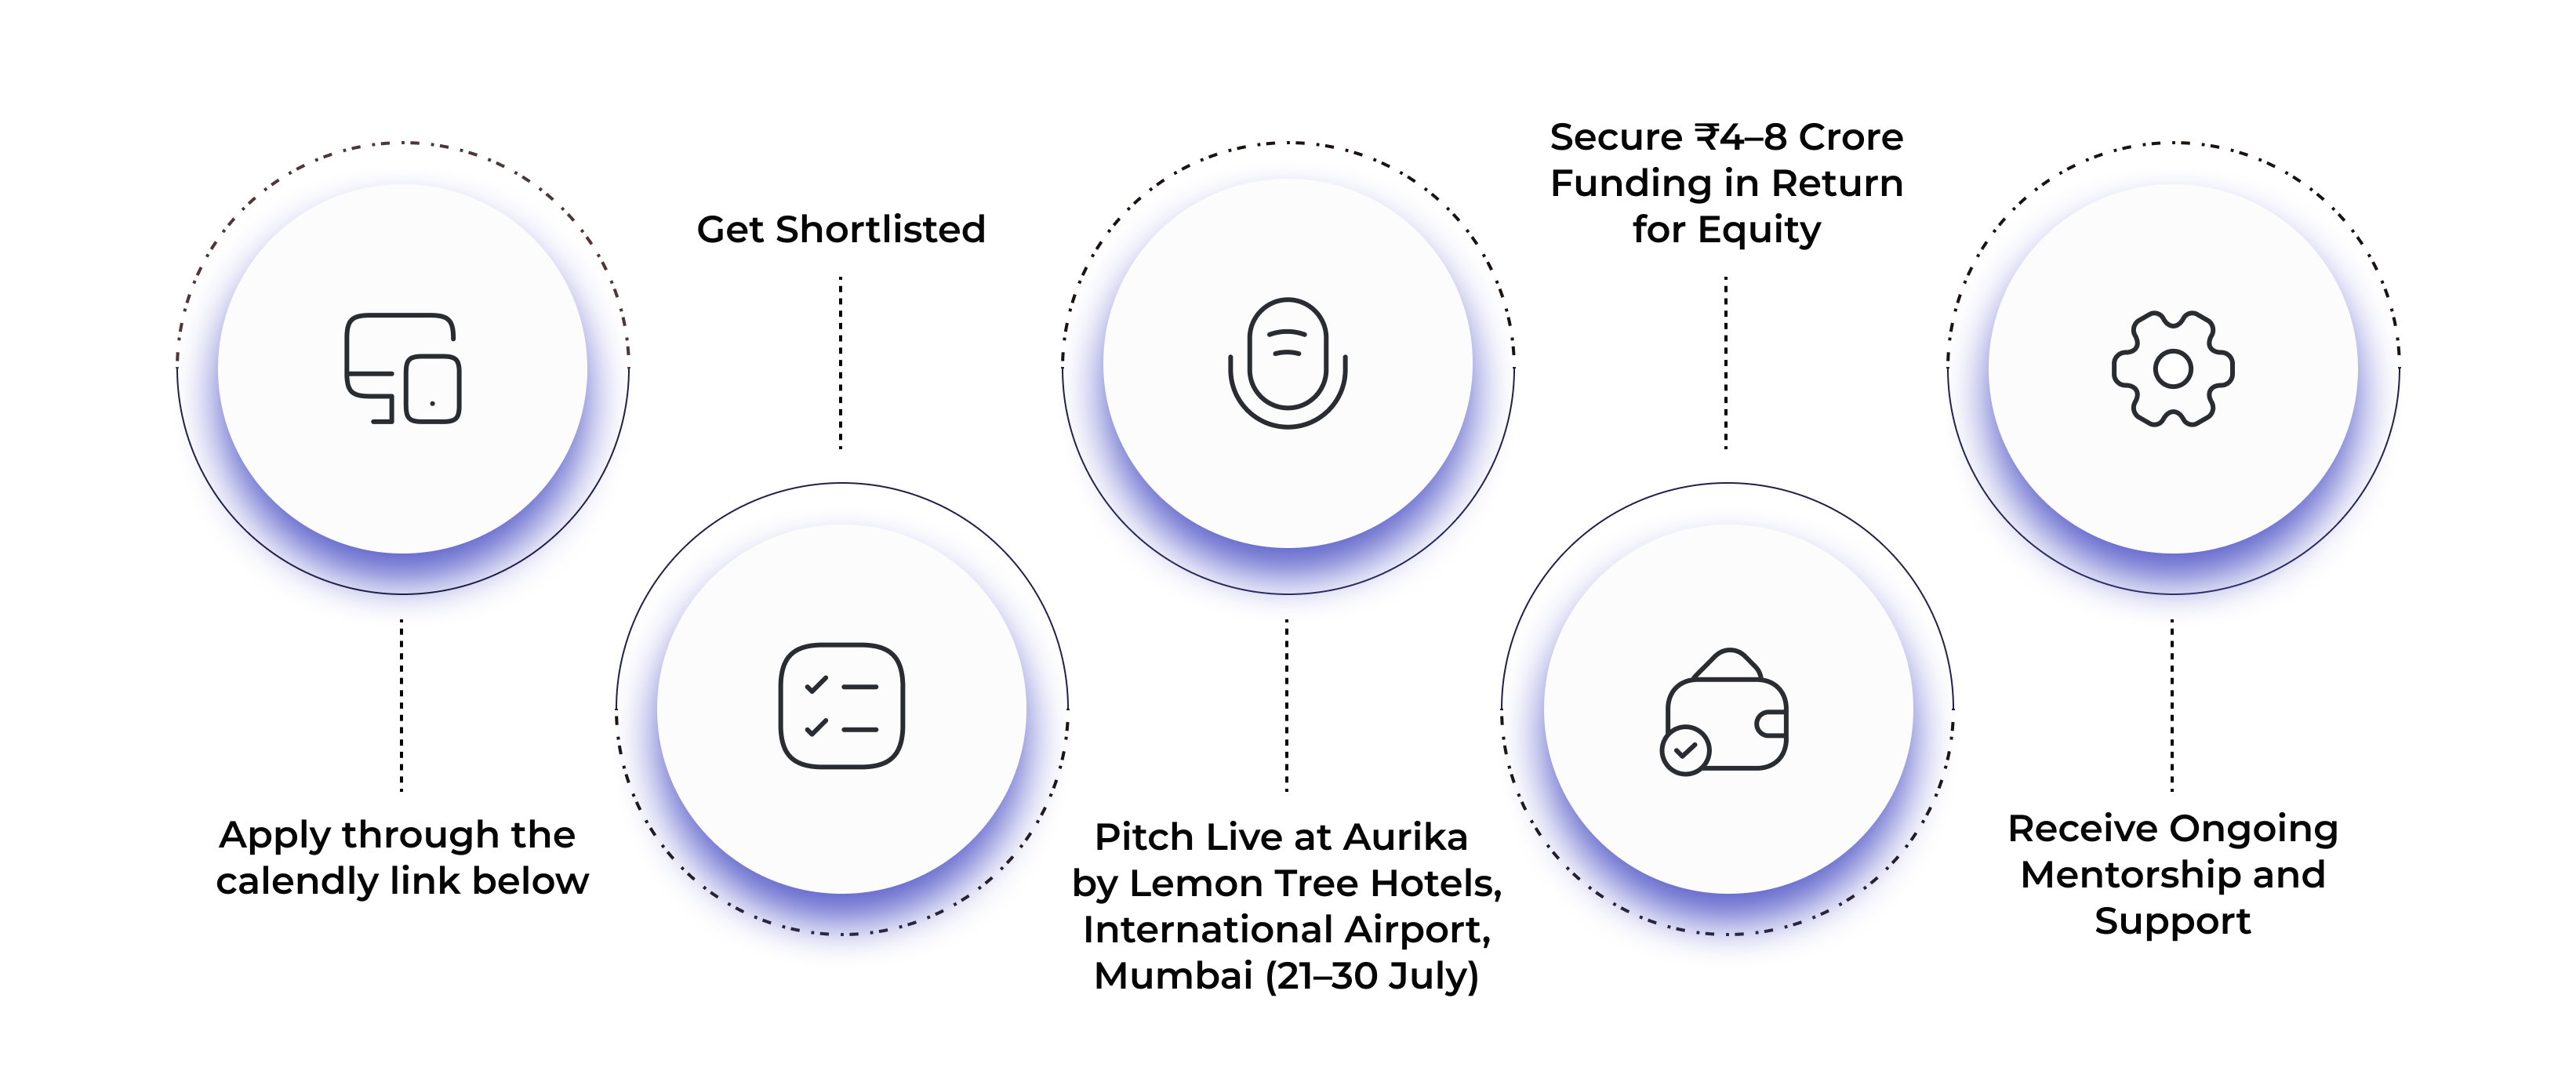 Apply through the
calendly link below
Get Shortlisted
Pitch Live at Aurika
by Lemon Tree Hotels,
International Airport,
Mumbai (21–30 July)
Secure ₹4–8 Crore
Funding in Return
for Equity
Receive Ongoing
Mentorship and
Support